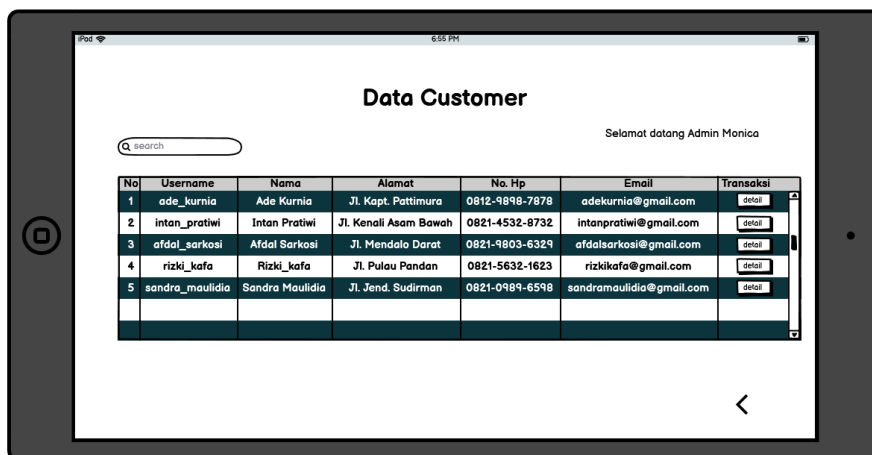 iPod 6:55 PM
Data Customer
Selamat datang Admin Monica
search
No Username Nama Alamat No. Hp Email Transaksi
1 ade_kurnia Ade Kurnia Jl. Kapt. Pattimura 0812-9898-7878 adekurnia@gmail.com detail
2 intan_pratiwi Intan Pratiwi Jl. Kenali Asam Bawah 0821-4532-8732 intanpratiwi@gmail.com detail
3 afdal_sarkosi Afdal Sarkosi Jl. Mendalo Darat 0821-9803-6329 afdalsarkosi@gmail.com detail
4 rizki_kafa Rizki_kafa Jl. Pulau Pandan 0821-5632-1623 rizkikafa@gmail.com detail
5 sandra_maulidia Sandra Maulidia Jl. Jend. Sudirman 0821-0989-6598 sandramaulidia@gmail.com detail